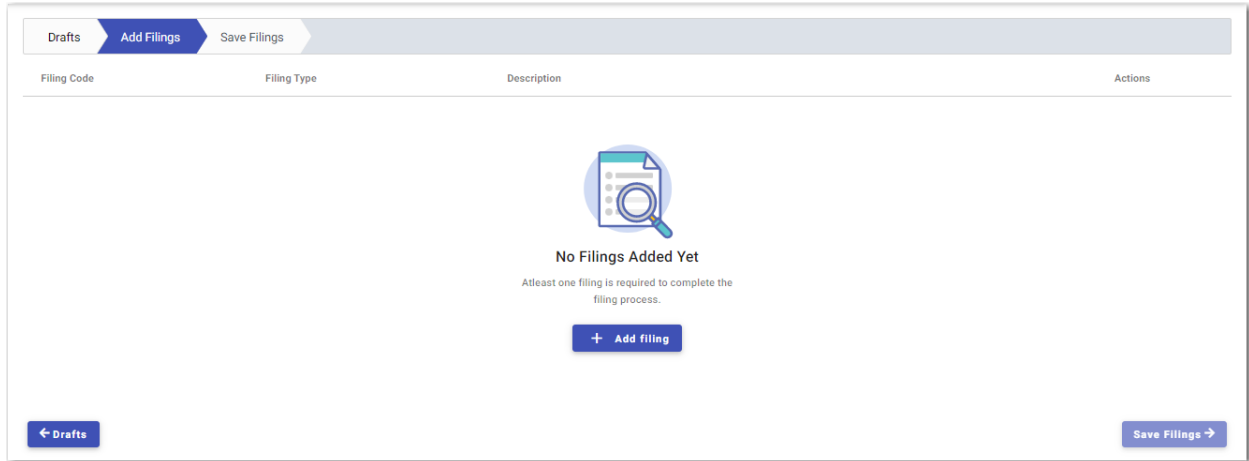 Drafts Add Filings Save Filings
Filing Code Filing Type Description Actions
No Filings Added Yet
Atleast one filing is required to complete the
filing process.
+ Add filing
← Drafts Save Filings →